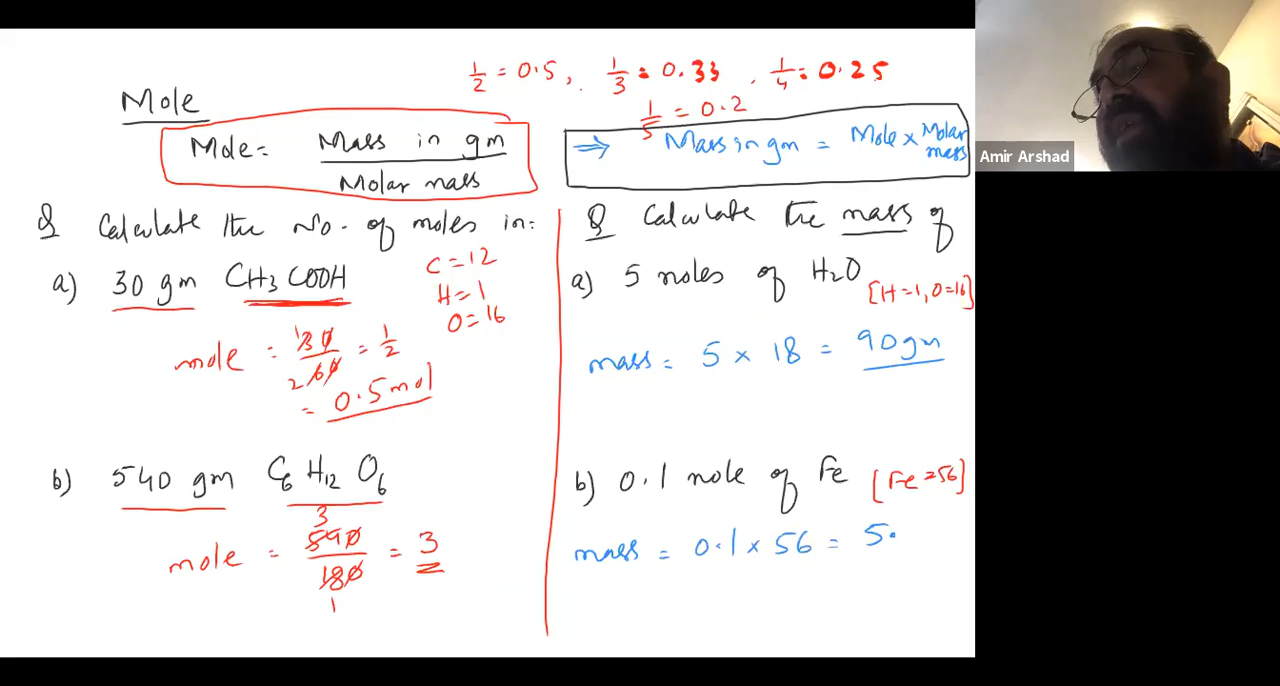 1/2 = 0.5, 1/3 = 0.33, 1/4 = 0.25
1/5 = 0.2
Mole
Mole = Mass in gm / Molar mass
⇒ Mass in gm = Mole × Molar mass
Amir Arshad
Q Calculate the No. of moles in:
a) 30 gm CH3COOH
C = 12
H = 1
O = 16
mole = 30/60 = 1/2
= 0.5 mol
b) 540 gm C6H12O6
mole = 540/180 = 3
Q Calculate the mass of
a) 5 moles of H2O
[H = 1, O = 16]
mass = 5 × 18 = 90gm
b) 0.1 mole of Fe [Fe = 56]
mass = 0.1 × 56 = 5.